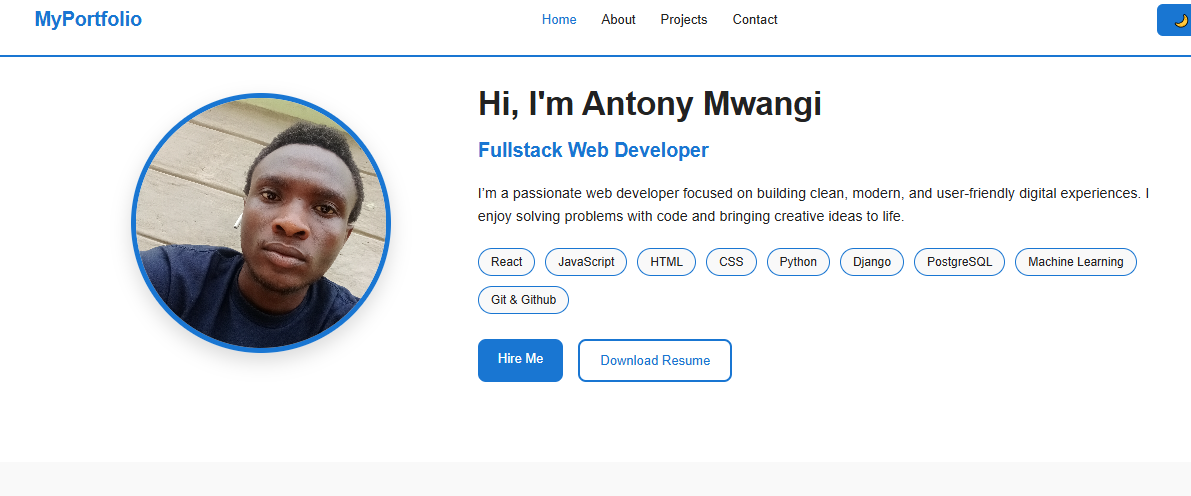 MyPortfolio
Home About Projects Contact
Hi, I'm Antony Mwangi
Fullstack Web Developer
I'm a passionate web developer focused on building clean, modern, and user-friendly digital experiences. I
enjoy solving problems with code and bringing creative ideas to life.
React JavaScript HTML CSS Python Django PostgreSQL Machine Learning
Git & Github
Hire Me Download Resume